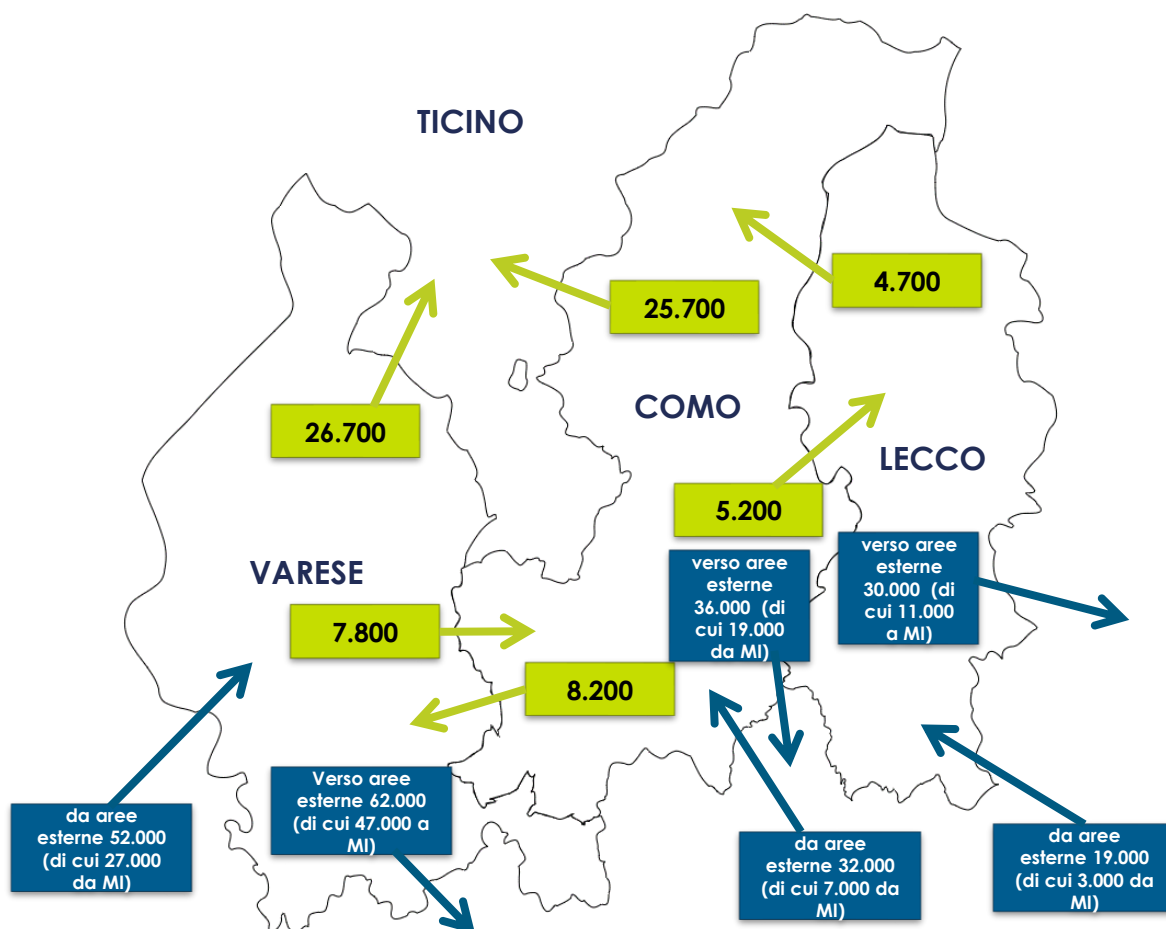 TICINO
4.700
25.700
COMO
26.700
LECCO
5.200
verso aree
esterne
30.000 (di
cui 11.000
a MI)
verso aree
esterne
36.000 (di
cui 19.000
da MI)
VARESE
7.800
8.200
Verso aree
esterne 62.000
(di cui 47.000 a
MI)
da aree
esterne 52.000
(di cui 27.000
da MI)
da aree
esterne 32.000
(di cui 7.000 da
MI)
da aree
esterne 19.000
(di cui 3.000 da
MI)